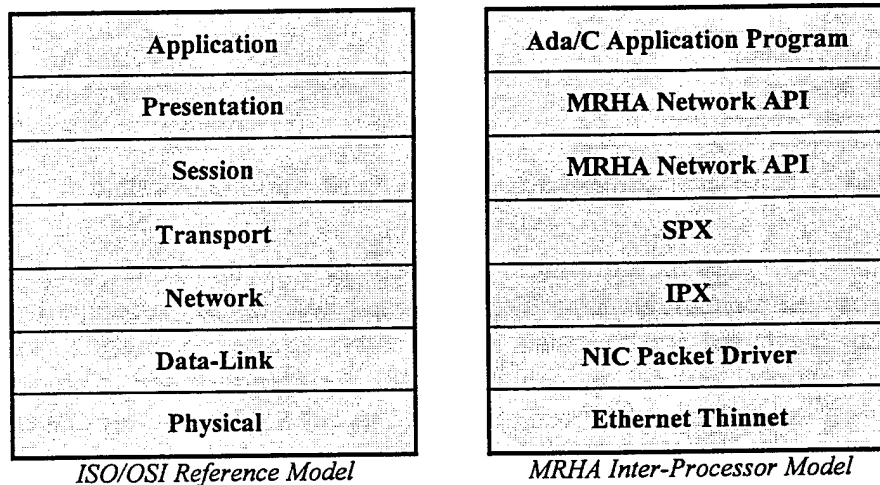 Application
Presentation
Session
Transport
Network
Data-Link
Physical
ISO/OSI Reference Model
Ada/C Application Program
MRHA Network API
MRHA Network API
SPX
IPX
NIC Packet Driver
Ethernet Thinnet
MRHA Inter-Processor Model